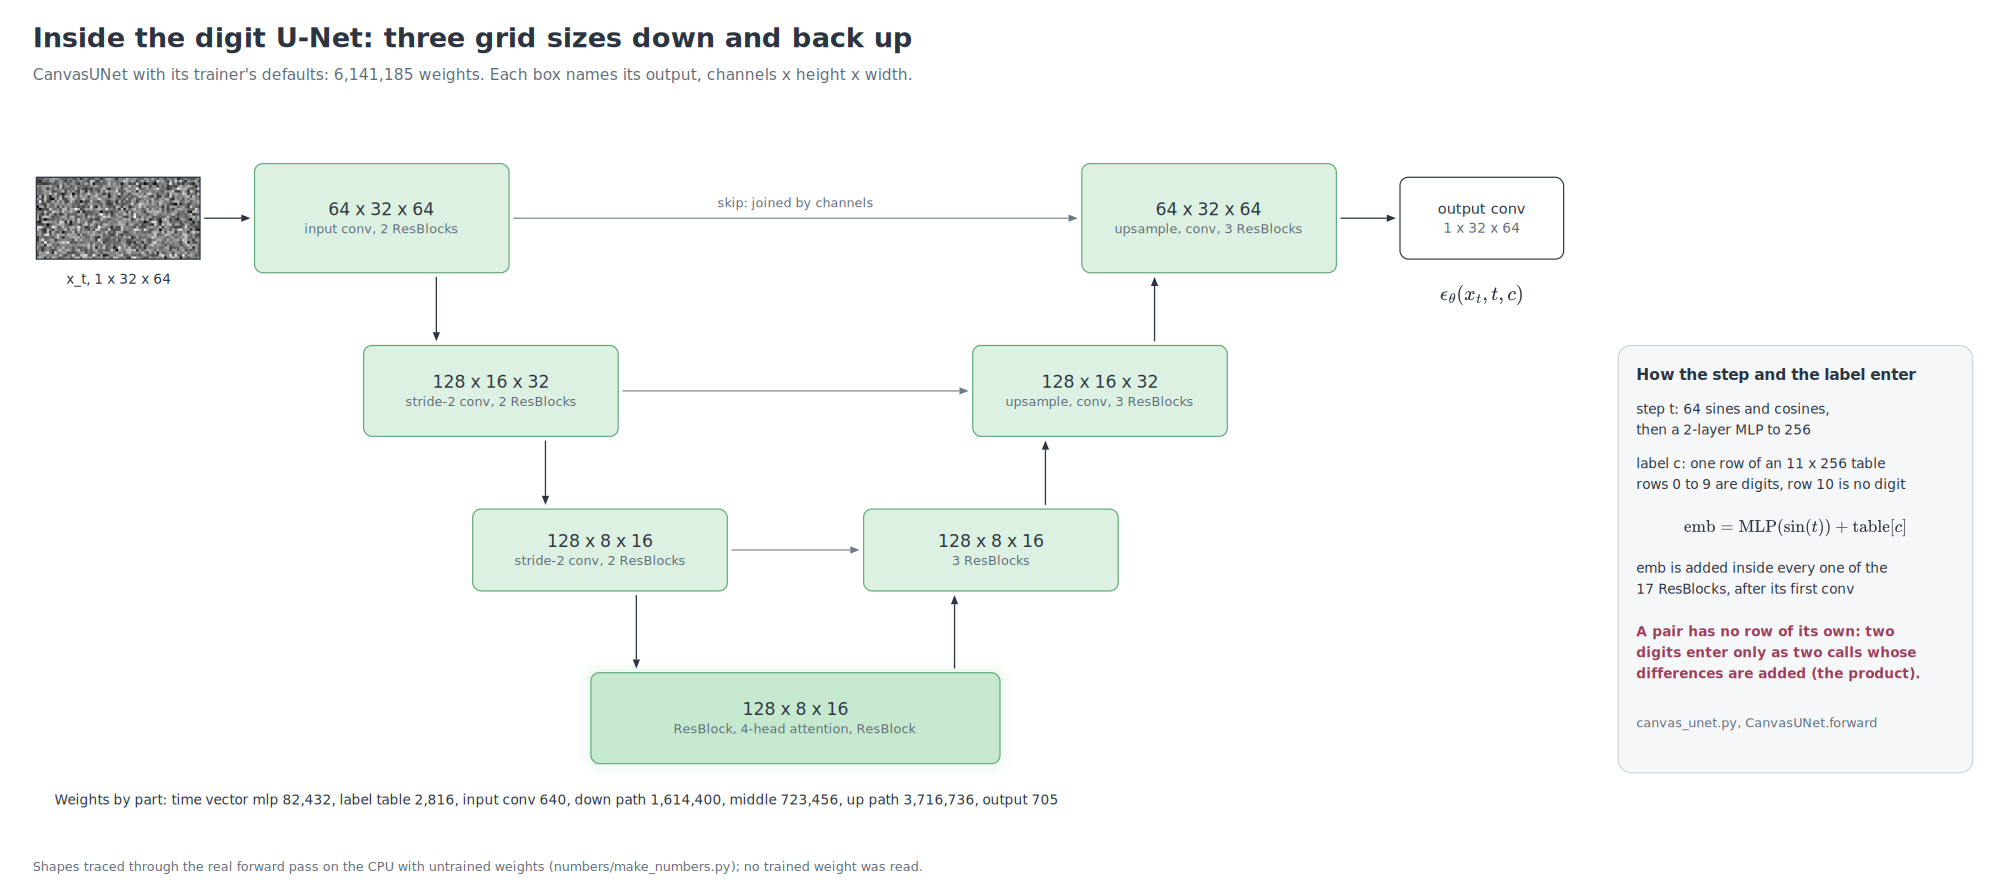 Inside the digit U-Net: three grid sizes down and back up
CanvasUNet with its trainer's defaults: 6,141,185 weights. Each box names its output, channels x height x width.
x_t, 1 x 32 x 64
64 x 32 x 64
input conv, 2 ResBlocks
skip: joined by channels
64 x 32 x 64
upsample, conv, 3 ResBlocks
output conv
1 x 32 x 64
ϵ_θ(x_t, t, c)
128 x 16 x 32
stride-2 conv, 2 ResBlocks
128 x 16 x 32
upsample, conv, 3 ResBlocks
128 x 8 x 16
stride-2 conv, 2 ResBlocks
128 x 8 x 16
3 ResBlocks
128 x 8 x 16
ResBlock, 4-head attention, ResBlock
How the step and the label enter
step t: 64 sines and cosines,
then a 2-layer MLP to 256
label c: one row of an 11 x 256 table
rows 0 to 9 are digits, row 10 is no digit
emb = MLP(sin(t)) + table[c]
emb is added inside every one of the
17 ResBlocks, after its first conv
A pair has no row of its own: two
digits enter only as two calls whose
differences are added (the product).
canvas_unet.py, CanvasUNet.forward
Weights by part: time vector mlp 82,432, label table 2,816, input conv 640, down path 1,614,400, middle 723,456, up path 3,716,736, output 705
Shapes traced through the real forward pass on the CPU with untrained weights (numbers/make_numbers.py); no trained weight was read.